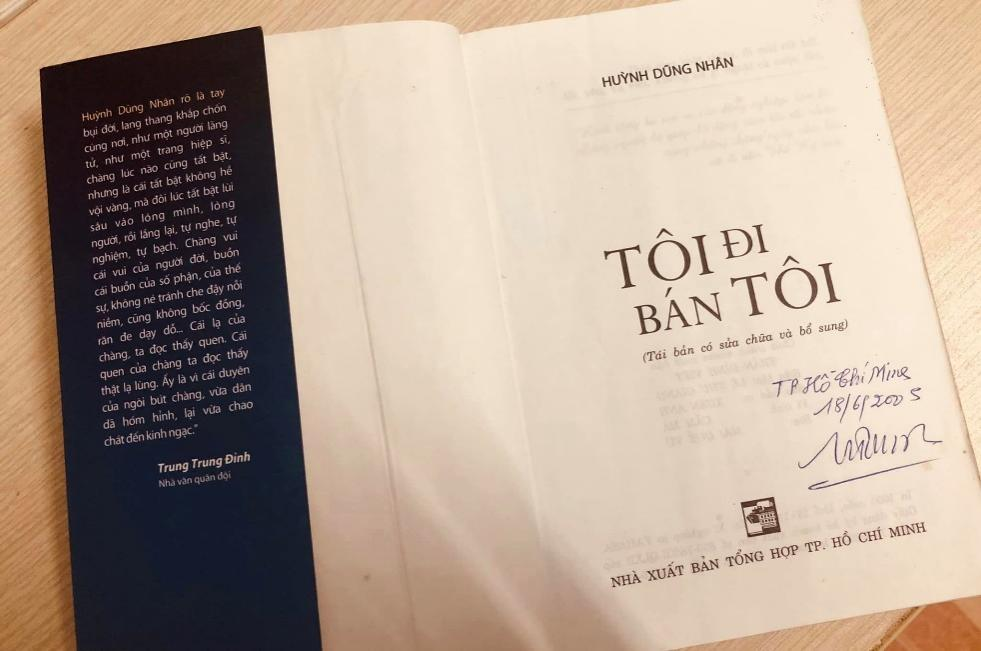 Huỳnh Dũng Nhân rõ là tay
bụi đời, lang thang khắp chốn
cùng nơi, như một người lãng
tử, như một trang hiệp sĩ,
chàng lúc nào cũng tất bật,
nhưng là cái tất bật không hề
vội vàng, mà đôi lúc tất bật lùi
sâu vào lòng mình, lòng
người, rồi lắng lại, tự nghe, tự
nghiệm, tự bạch. Chàng vui
cái vui của người đời, buồn
cái buồn của số phận, của thế
sự, không né tránh che đậy nỗi
niềm, cũng không bốc đồng,
răn đe dạy dỗ... Cái lạ của
chàng, ta đọc thấy quen. Cái
quen của chàng ta đọc thấy
thật lạ lùng. Ấy là vì cái duyên
của ngòi bút chàng, vừa dân
dã hóm hỉnh, lại vừa chao
chát đến kinh ngạc."
Trung Trung Đỉnh
Nhà văn quân đội
HUỲNH DŨNG NHÂN
TÔI ĐI
BÁN TÔI
(Tái bản có sửa chữa và bổ sung)
TP Hồ Chí Minh
18/6/2005
NHÀ XUẤT BẢN TỔNG HỢP TP. HỒ CHÍ MINH